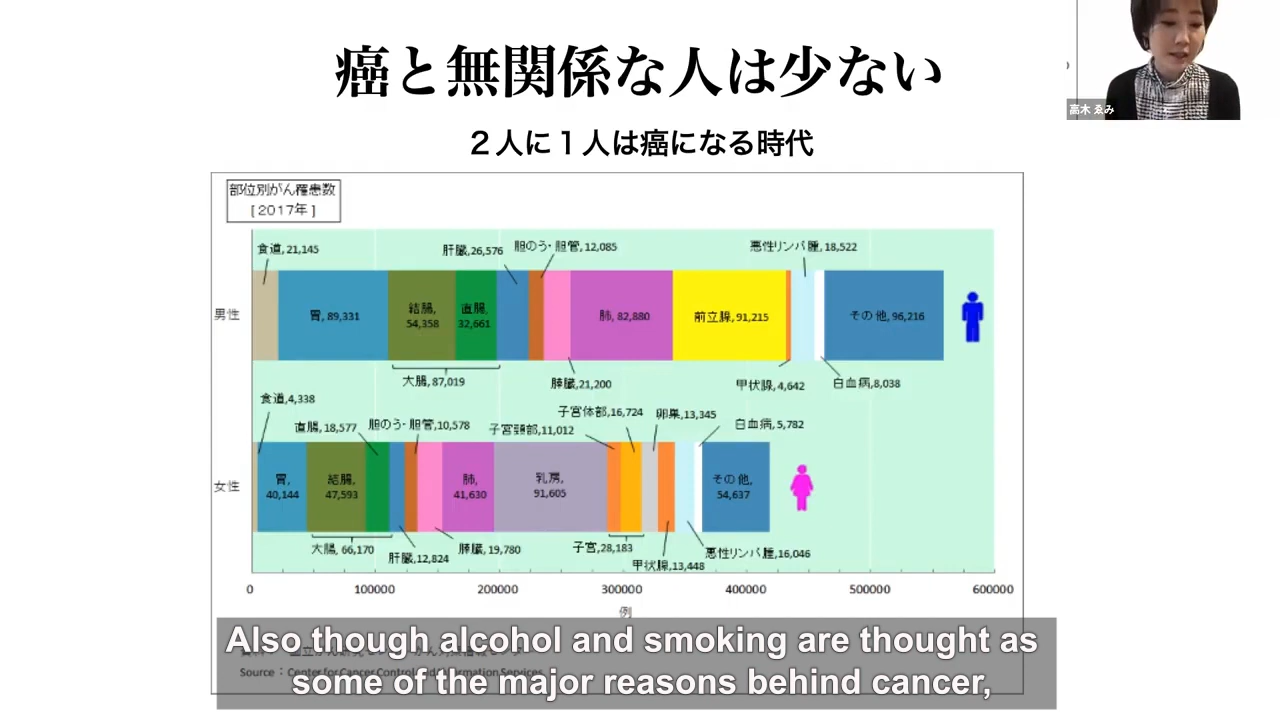 癌と無関係な人は少ない
高木 ゑみ
2人に1人は癌になる時代
部位別がん罹患数
[2017年]
食道,21,145
肝臓,26,576
胆のう・胆管,12,085
悪性リンパ腫,18,522
男性
胃, 89,331
結腸,
54,358
直腸,
32,661
肺, 82,880
前立腺, 91,215
その他, 96,216
大腸, 87,019
膵臓,21,200
甲状腺, 4,642
白血病,8,038
食道,4,338
直腸, 18,577
胆のう・胆管,10,578
子宮頸部,11,012
子宮体部,16,724
卵巣,13,345
白血病,5,782
女性
胃,
40,144
結腸,
47,593
肺,
41,630
乳房,
91,605
その他,
54,637
大腸, 66,170
肝臓,12,824
膵臓,19,780
子宮,28,183
甲状腺,13,448
悪性リンパ腫,16,046
0 100000 200000 300000 400000 500000 600000
例
Source : Center for Cancer Control and Information Services
Also though alcohol and smoking are thought as
some of the major reasons behind cancer,